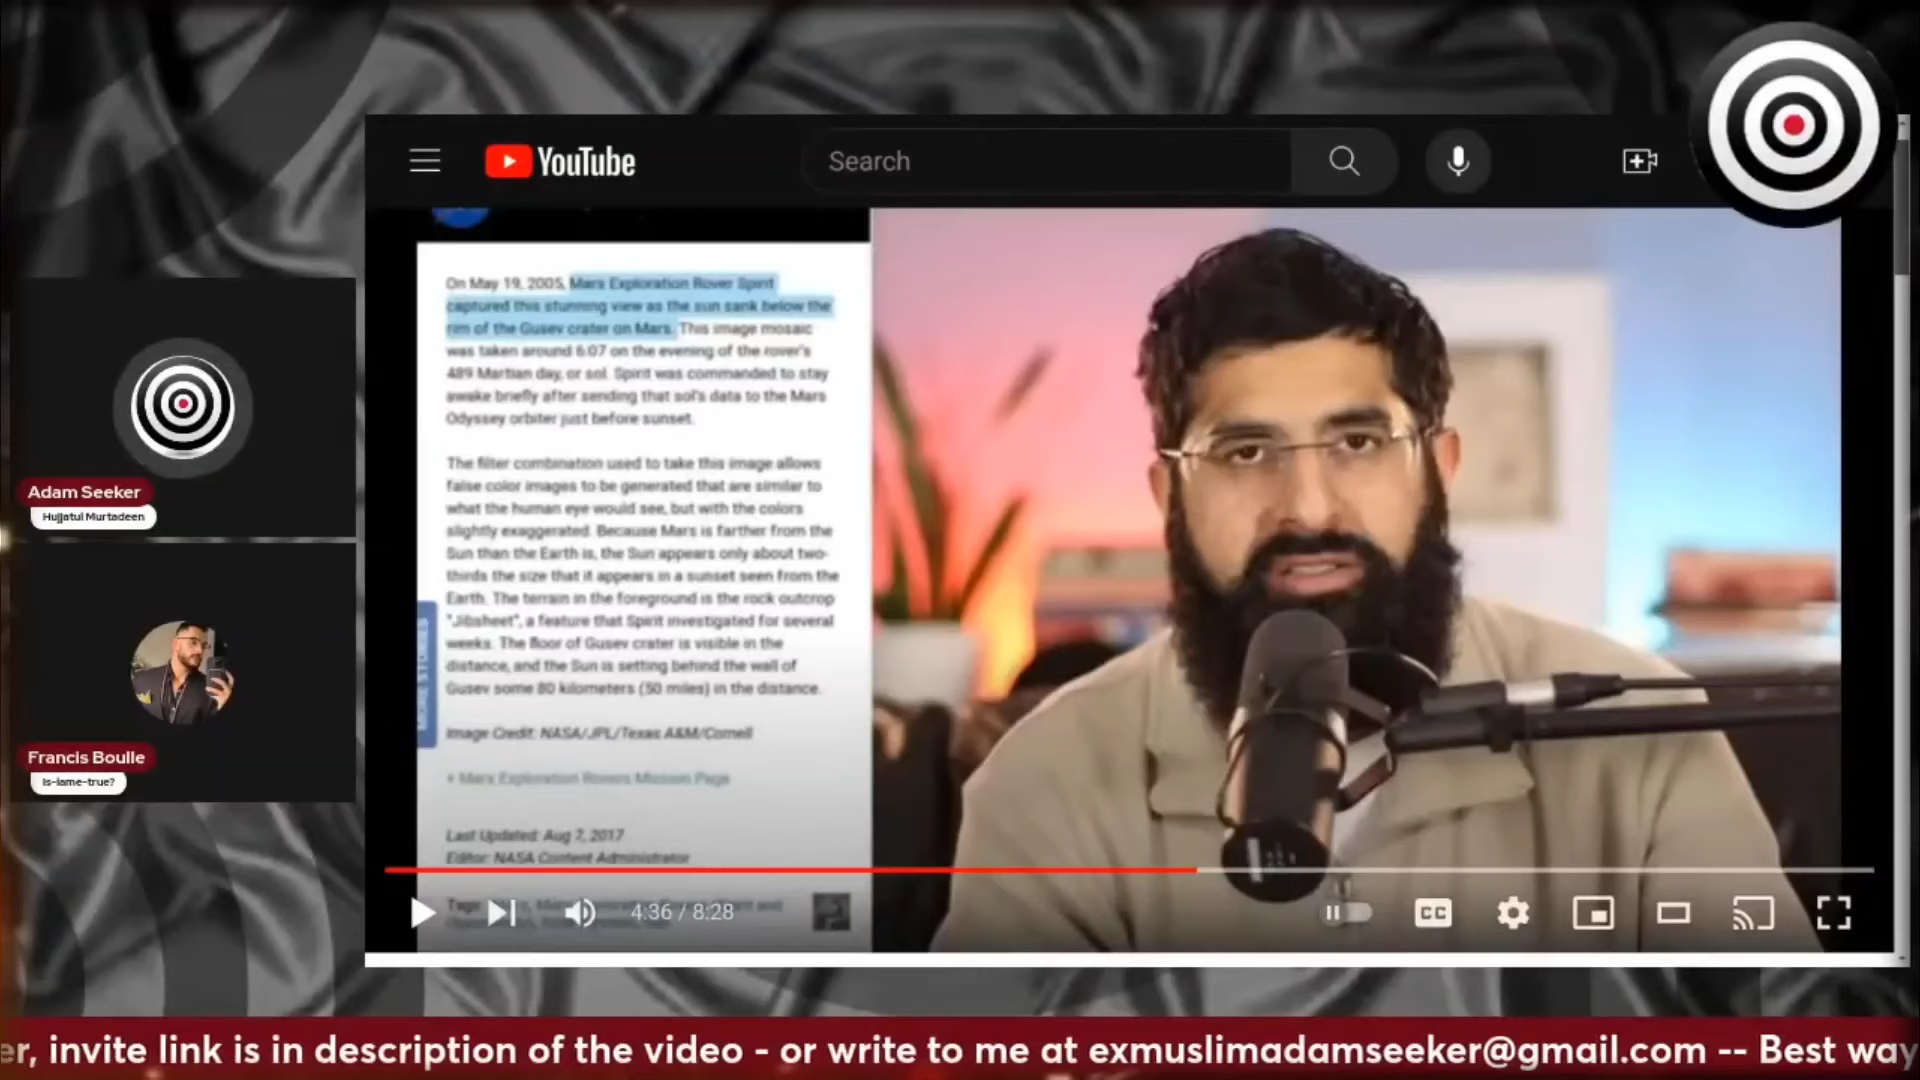 YouTube
Search
On May 19, 2005, Mars Exploration Rover Spirit
captured this stunning view as the sun sank below the
rim of the Gusev crater on Mars. This image mosaic
was taken around 6:07 on the evening of the rover's
489 Martian day, or sol. Spirit was commanded to stay
awake briefly after sending that sol's data to the Mars
Odyssey orbiter just before sunset.
The filter combination used to take this image allows
false color images to be generated that are similar to
what the human eye would see, but with the colors
slightly exaggerated. Because Mars is farther from the
Sun than the Earth is, the Sun appears only about two-
thirds the size that it appears in a sunset seen from the
Earth. The terrain in the foreground is the rock outcrop
"Jibsheet", a feature that Spirit investigated for several
weeks. The floor of Gusev crater is visible in the
distance, and the Sun is setting behind the wall of
Gusev some 80 kilometers (50 miles) in the distance.
Image Credit: NASA/JPL/Texas A&M/Cornell
+ Mars Exploration Rovers Mission Page
Last Updated: Aug 7, 2017
Editor: NASA Content Administrator
Tags:
MORE STORIES
4:36 / 8:28
CC
Adam Seeker
Hujjatul Murtadeen
Francis Boulle
Is-lame-true?
er, invite link is in description of the video - or write to me at exmuslimadamseeker@gmail.com -- Best way